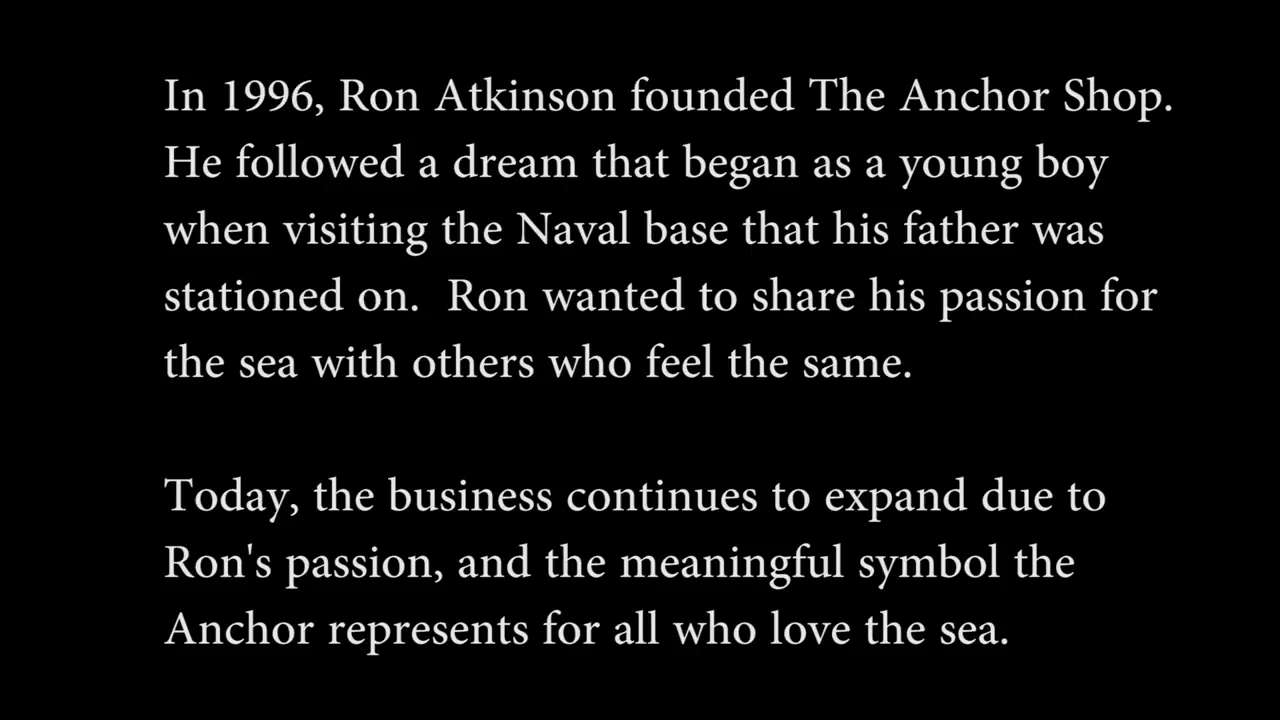 In 1996, Ron Atkinson founded The Anchor Shop.
He followed a dream that began as a young boy
when visiting the Naval base that his father was
stationed on.  Ron wanted to share his passion for
the sea with others who feel the same.
Today, the business continues to expand due to
Ron's passion, and the meaningful symbol the
Anchor represents for all who love the sea.